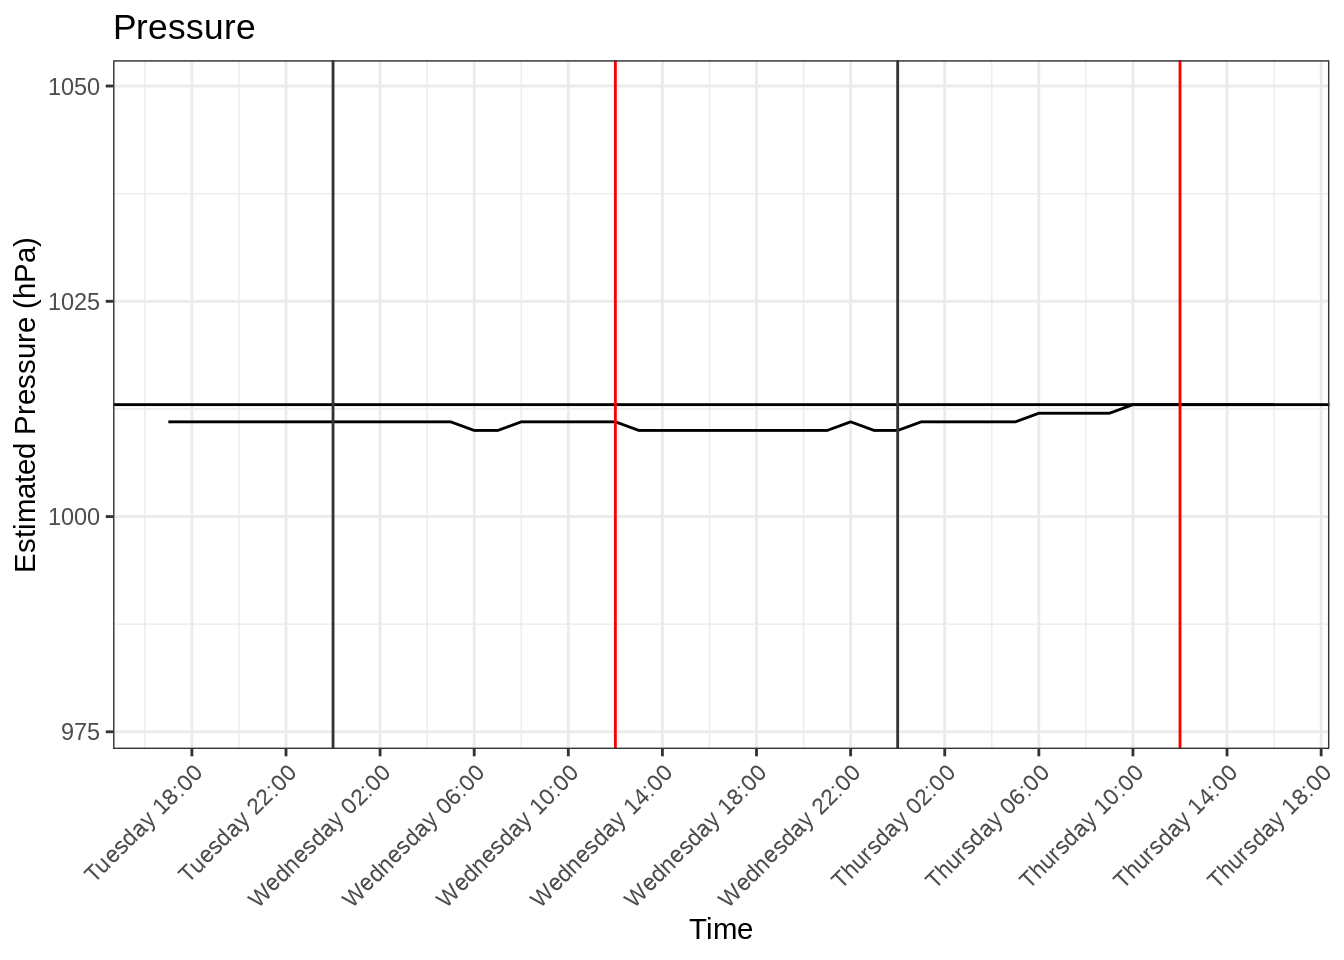 Pressure
Estimated Pressure (hPa)
1050
1025
1000
975
Tuesday 18:00
Tuesday 22:00
Wednesday 02:00
Wednesday 06:00
Wednesday 10:00
Wednesday 14:00
Wednesday 18:00
Wednesday 22:00
Thursday 02:00
Thursday 06:00
Thursday 10:00
Thursday 14:00
Thursday 18:00
Time